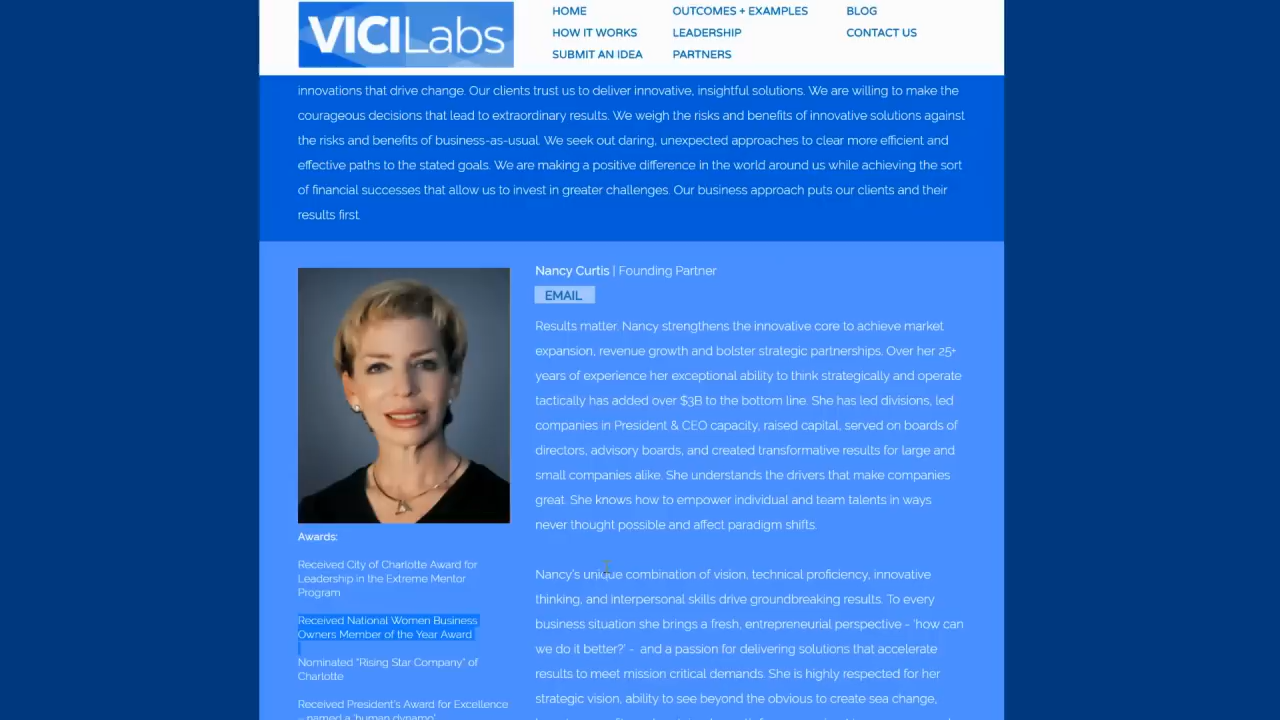 VICILabs
HOME
HOW IT WORKS
SUBMIT AN IDEA
OUTCOMES + EXAMPLES
LEADERSHIP
PARTNERS
BLOG
CONTACT US
innovations that drive change. Our clients trust us to deliver innovative, insightful solutions. We are willing to make the
courageous decisions that lead to extraordinary results. We weigh the risks and benefits of innovative solutions against
the risks and benefits of business-as-usual. We seek out daring, unexpected approaches to clear more efficient and
effective paths to the stated goals. We are making a positive difference in the world around us while achieving the sort
of financial successes that allow us to invest in greater challenges. Our business approach puts our clients and their
results first.
Nancy Curtis | Founding Partner
EMAIL
Results matter. Nancy strengthens the innovative core to achieve market
expansion, revenue growth and bolster strategic partnerships. Over her 25+
years of experience her exceptional ability to think strategically and operate
tactically has added over $3B to the bottom line. She has led divisions, led
companies in President & CEO capacity, raised capital, served on boards of
directors, advisory boards, and created transformative results for large and
small companies alike. She understands the drivers that make companies
great. She knows how to empower individual and team talents in ways
never thought possible and affect paradigm shifts.
Nancy's unique combination of vision, technical proficiency, innovative
thinking, and interpersonal skills drive groundbreaking results. To every
business situation she brings a fresh, entrepreneurial perspective - 'how can
we do it better?' - and a passion for delivering solutions that accelerate
results to meet mission critical demands. She is highly respected for her
strategic vision, ability to see beyond the obvious to create sea change,
Awards:
Received City of Charlotte Award for
Leadership in the Extreme Mentor
Program
Received National Women Business
Owners Member of the Year Award
Nominated "Rising Star Company" of
Charlotte
Received President's Award for Excellence
– named a 'human dynamo'